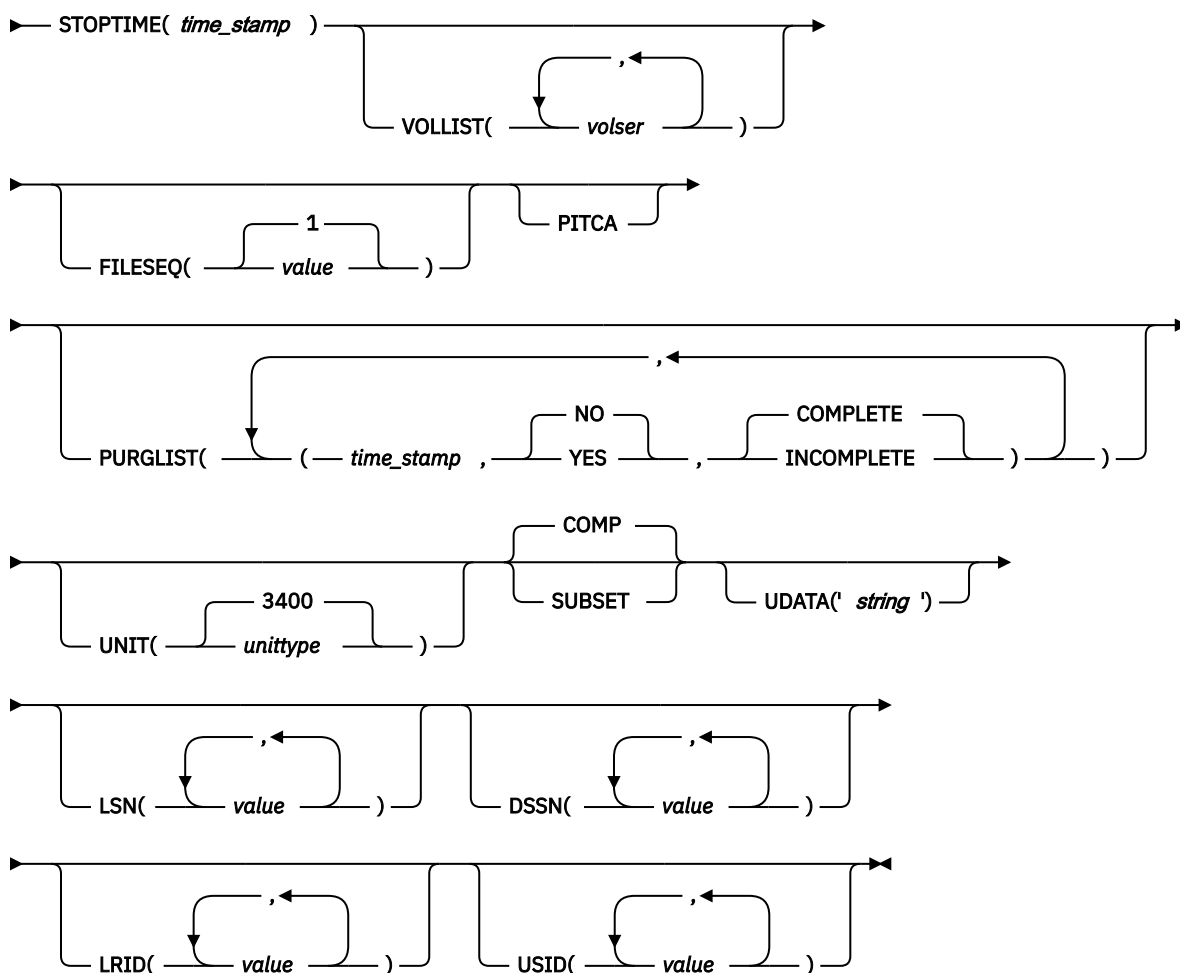 STOPTIME( time_stamp )
,
VOLLIST( volser )
1
FILESEQ( value )
PITCA
,
NO COMPLETE
PURGLIST( ( time_stamp , YES , INCOMPLETE ) )
COMP
3400 SUBSET UDATA(' string ')
UNIT( unittype )
, ,
LSN( value ) DSSN( value )
, ,
LRID( value ) USID( value )